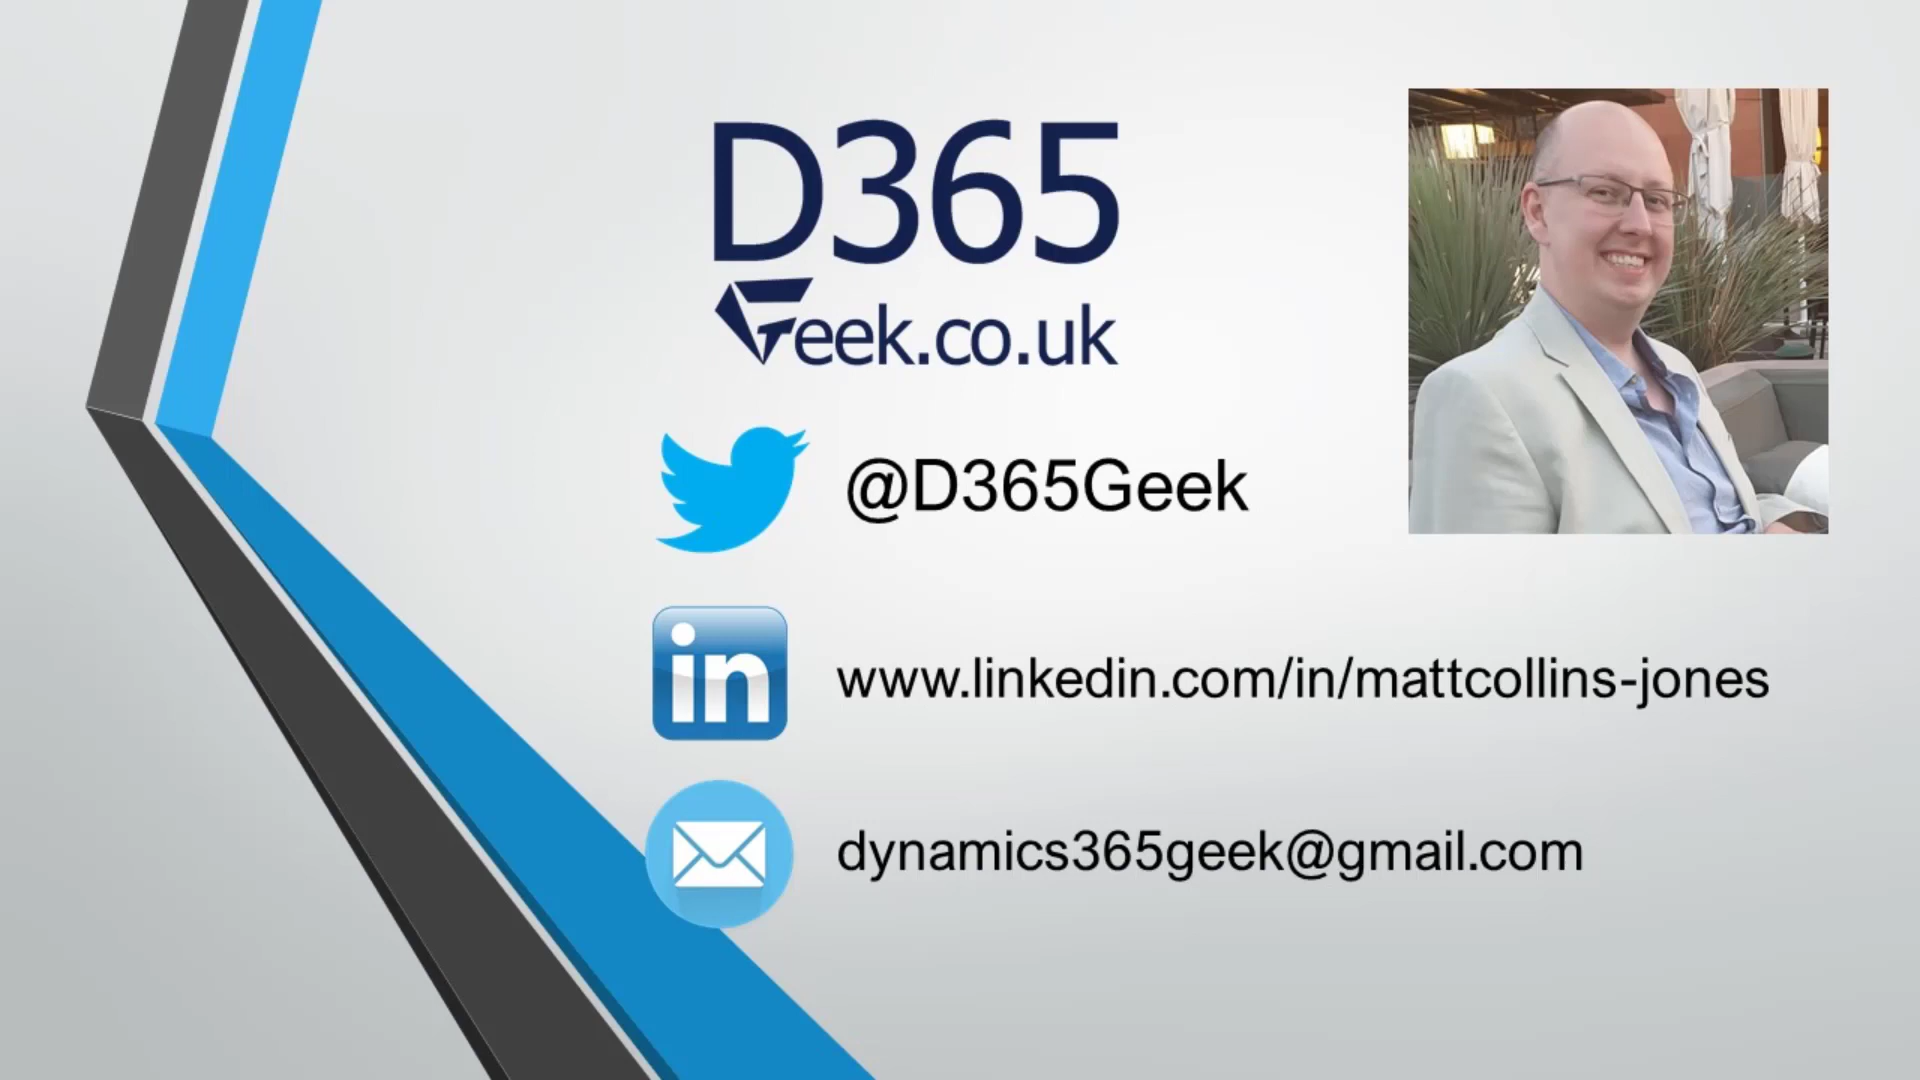 D365
Geek.co.uk
@D365Geek
in
www.linkedin.com/in/mattcollins-jones
dynamics365geek@gmail.com